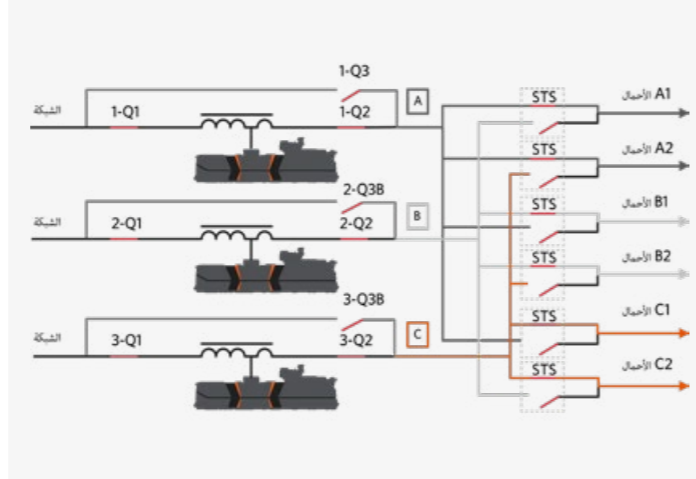 1-Q3
A
الشبكة
1-Q1
1-Q2
STS
الأحمال A1
STS
الأحمال A2
2-Q3B
B
الشبكة
2-Q1
2-Q2
STS
الأحمال B1
STS
الأحمال B2
3-Q3B
C
الشبكة
3-Q1
3-Q2
STS
الأحمال C1
STS
الأحمال C2